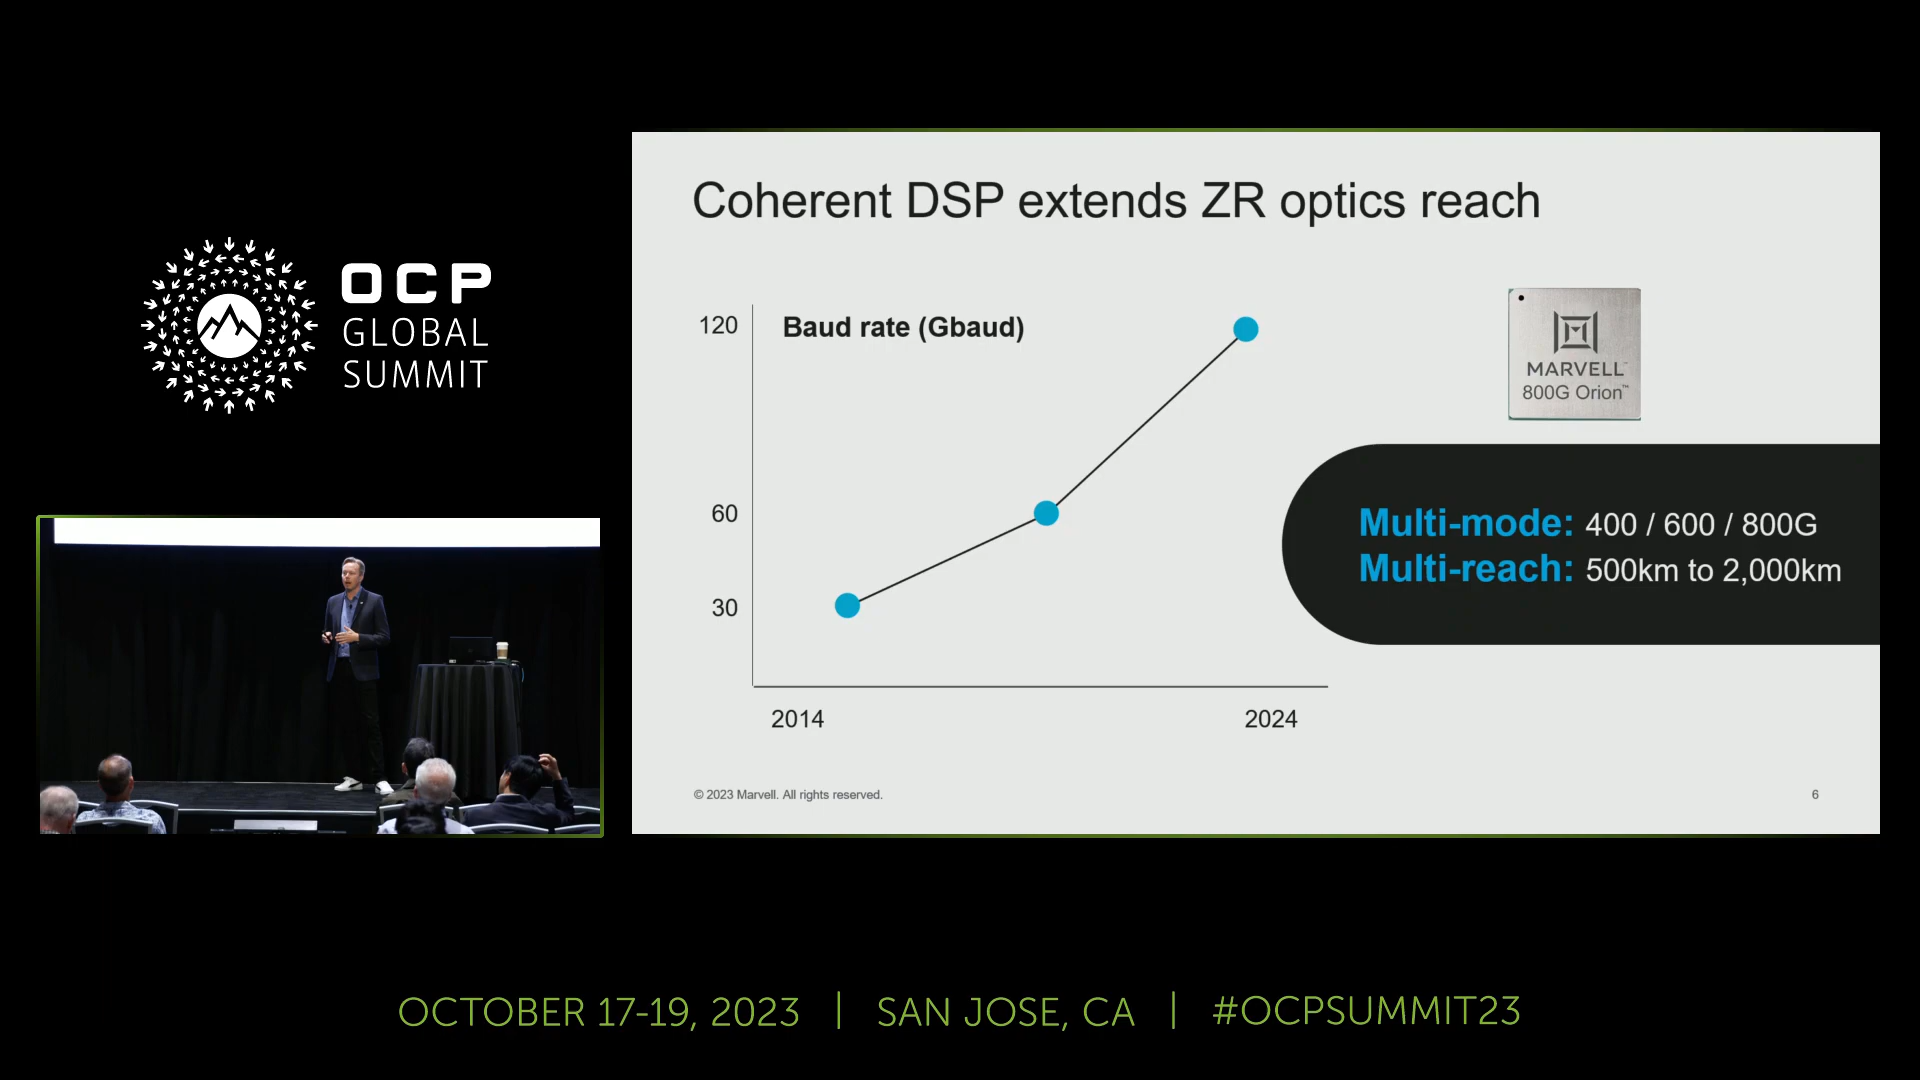 OCP
GLOBAL
SUMMIT
Coherent DSP extends ZR optics reach
Baud rate (Gbaud)
120
60
30
2014
2024
MARVELL
800G Orion™
Multi-mode: 400 / 600 / 800G
Multi-reach: 500km to 2,000km
© 2023 Marvell. All rights reserved.
6
OCTOBER 17-19, 2023 | SAN JOSE, CA | #OCPSUMMIT23